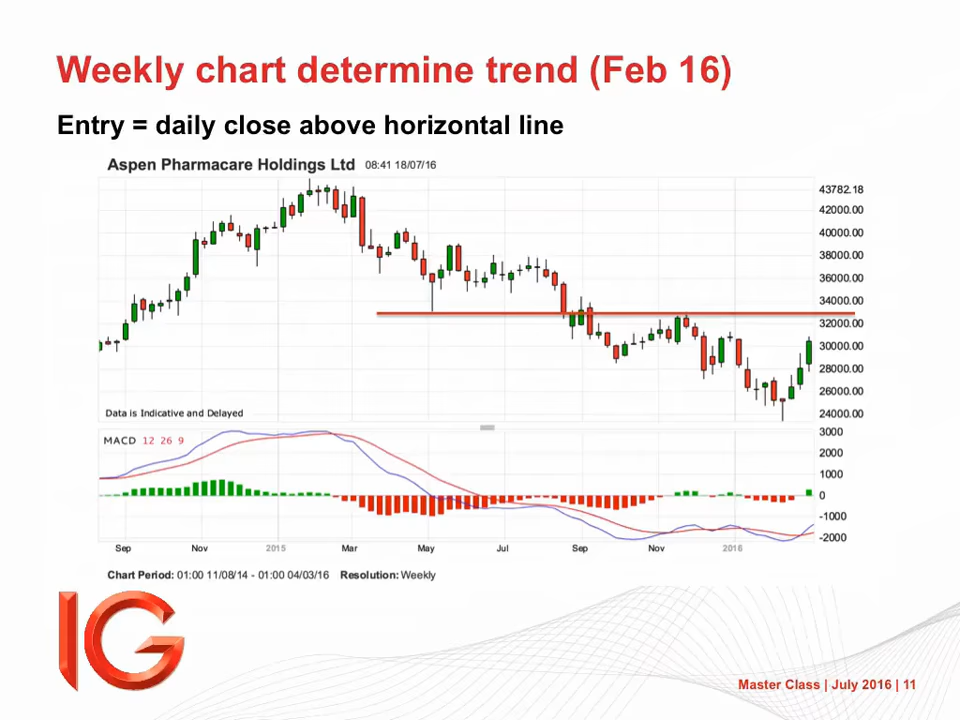 Weekly chart determine trend (Feb 16)
Entry = daily close above horizontal line
Aspen Pharmacare Holdings Ltd 08:41 18/07/16
43782.18
42000.00
40000.00
38000.00
36000.00
34000.00
32000.00
30000.00
28000.00
26000.00
24000.00
Data is Indicative and Delayed
MACD 12 26 9
3000
2000
1000
0
-1000
-2000
Sep Nov 2015 Mar May Jul Sep Nov 2016
Chart Period: 01:00 11/08/14 - 01:00 04/03/16 Resolution: Weekly
IG
Master Class | July 2016 | 11